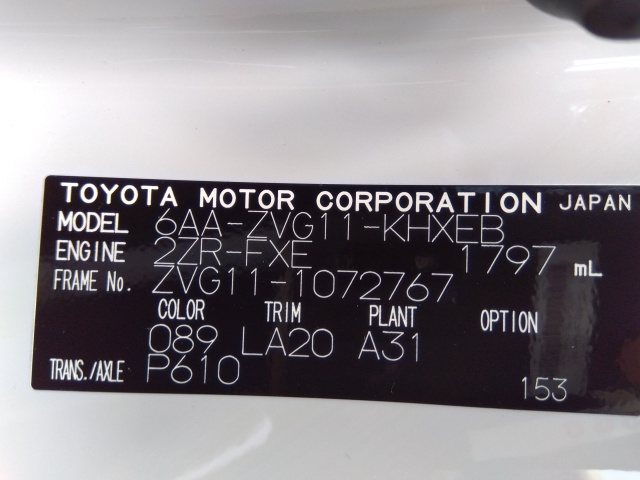 TOYOTA MOTOR CORPORATION JAPAN
MODEL 6AA-ZVG11-KHXEB
ENGINE 2ZR-FXE 1797 mL
FRAME No. ZVG11-1072767
COLOR TRIM PLANT OPTION
089 LA20 A31
TRANS./AXLE P610
153